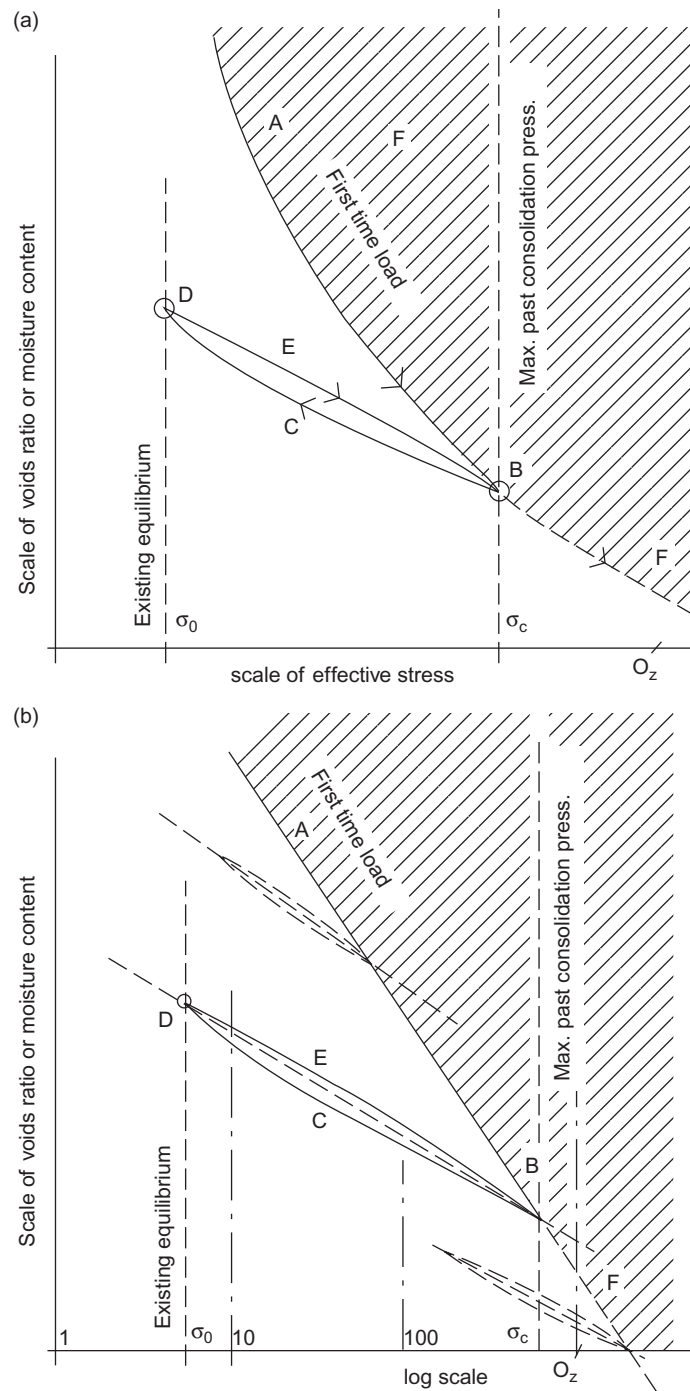 (a)
A
F
First time load
Max. past consolidation press.
D
E
C
B
F
Scale of voids ratio or moisture content
Existing equilibrium
σ0
σc
Oz
scale of effective stress
(b)
First time load
A
Max. past consolidation press.
D
E
C
B
F
Scale of voids ratio or moisture content
Existing equilibrium
1
σ0
10
100
σc
Oz
log scale